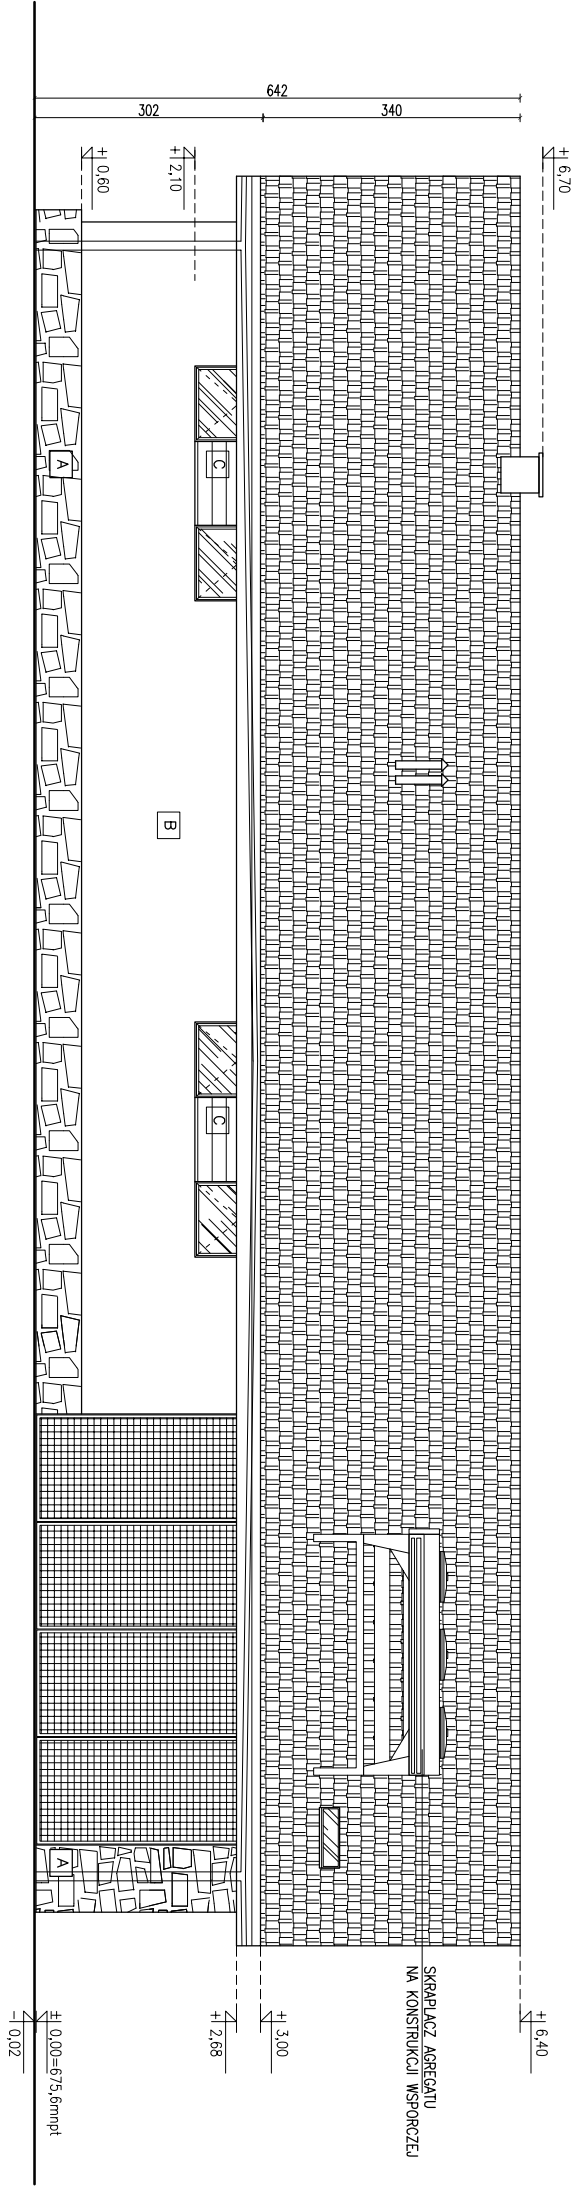 642
302
340
+ 6,70
+ 2,10
+ 0,60
C
A
B
C
A
SKRAPLACZ AGREGATU
NA KONSTRUKCJI WSPORCZEJ
+ 6,40
+ 3,00
+ 2,68
± 0,00=675,6mnpt
- 0,02